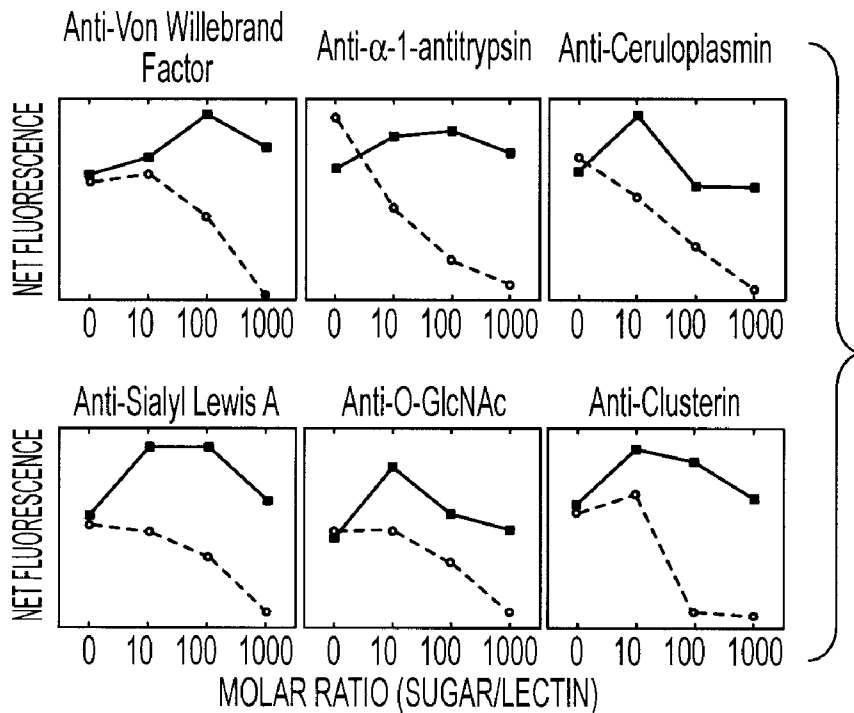 Anti-Von Willebrand
Factor
Anti-α-1-antitrypsin
Anti-Ceruloplasmin
NET FLUORESCENCE
0 10 100 1000
0 10 100 1000
0 10 100 1000
Anti-Sialyl Lewis A
Anti-O-GlcNAc
Anti-Clusterin
NET FLUORESCENCE
0 10 100 1000
0 10 100 1000
0 10 100 1000
MOLAR RATIO (SUGAR/LECTIN)